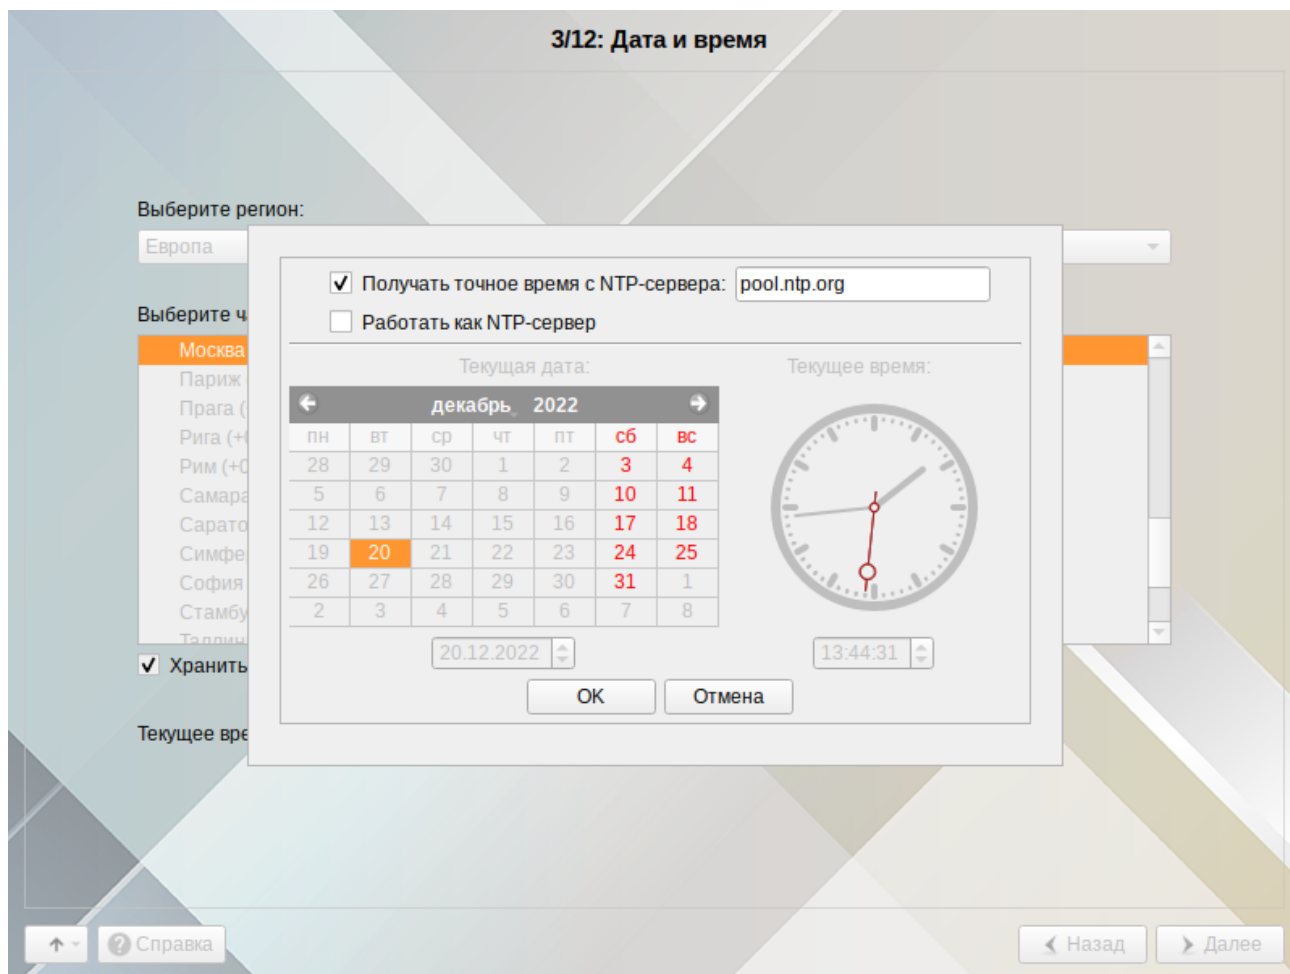 3/12: Дата и время
Выберите регион:
Европа
Получать точное время с NTP-сервера: pool.ntp.org
Работать как NTP-сервер
Выберите ч
Москва
Париж
Прага (
Рига (+0
Рим (+0
Самара
Сарато
Симфе
София
Стамбу
Таллин
Текущая дата:
декабрь, 2022
пн вт ср чт пт сб вс
28 29 30 1 2 3 4
5 6 7 8 9 10 11
12 13 14 15 16 17 18
19 20 21 22 23 24 25
26 27 28 29 30 31 1
2 3 4 5 6 7 8
20.12.2022
Текущее время:
13:44:31
OK Отмена
Хранить
Текущее вре
Справка
Назад Далее